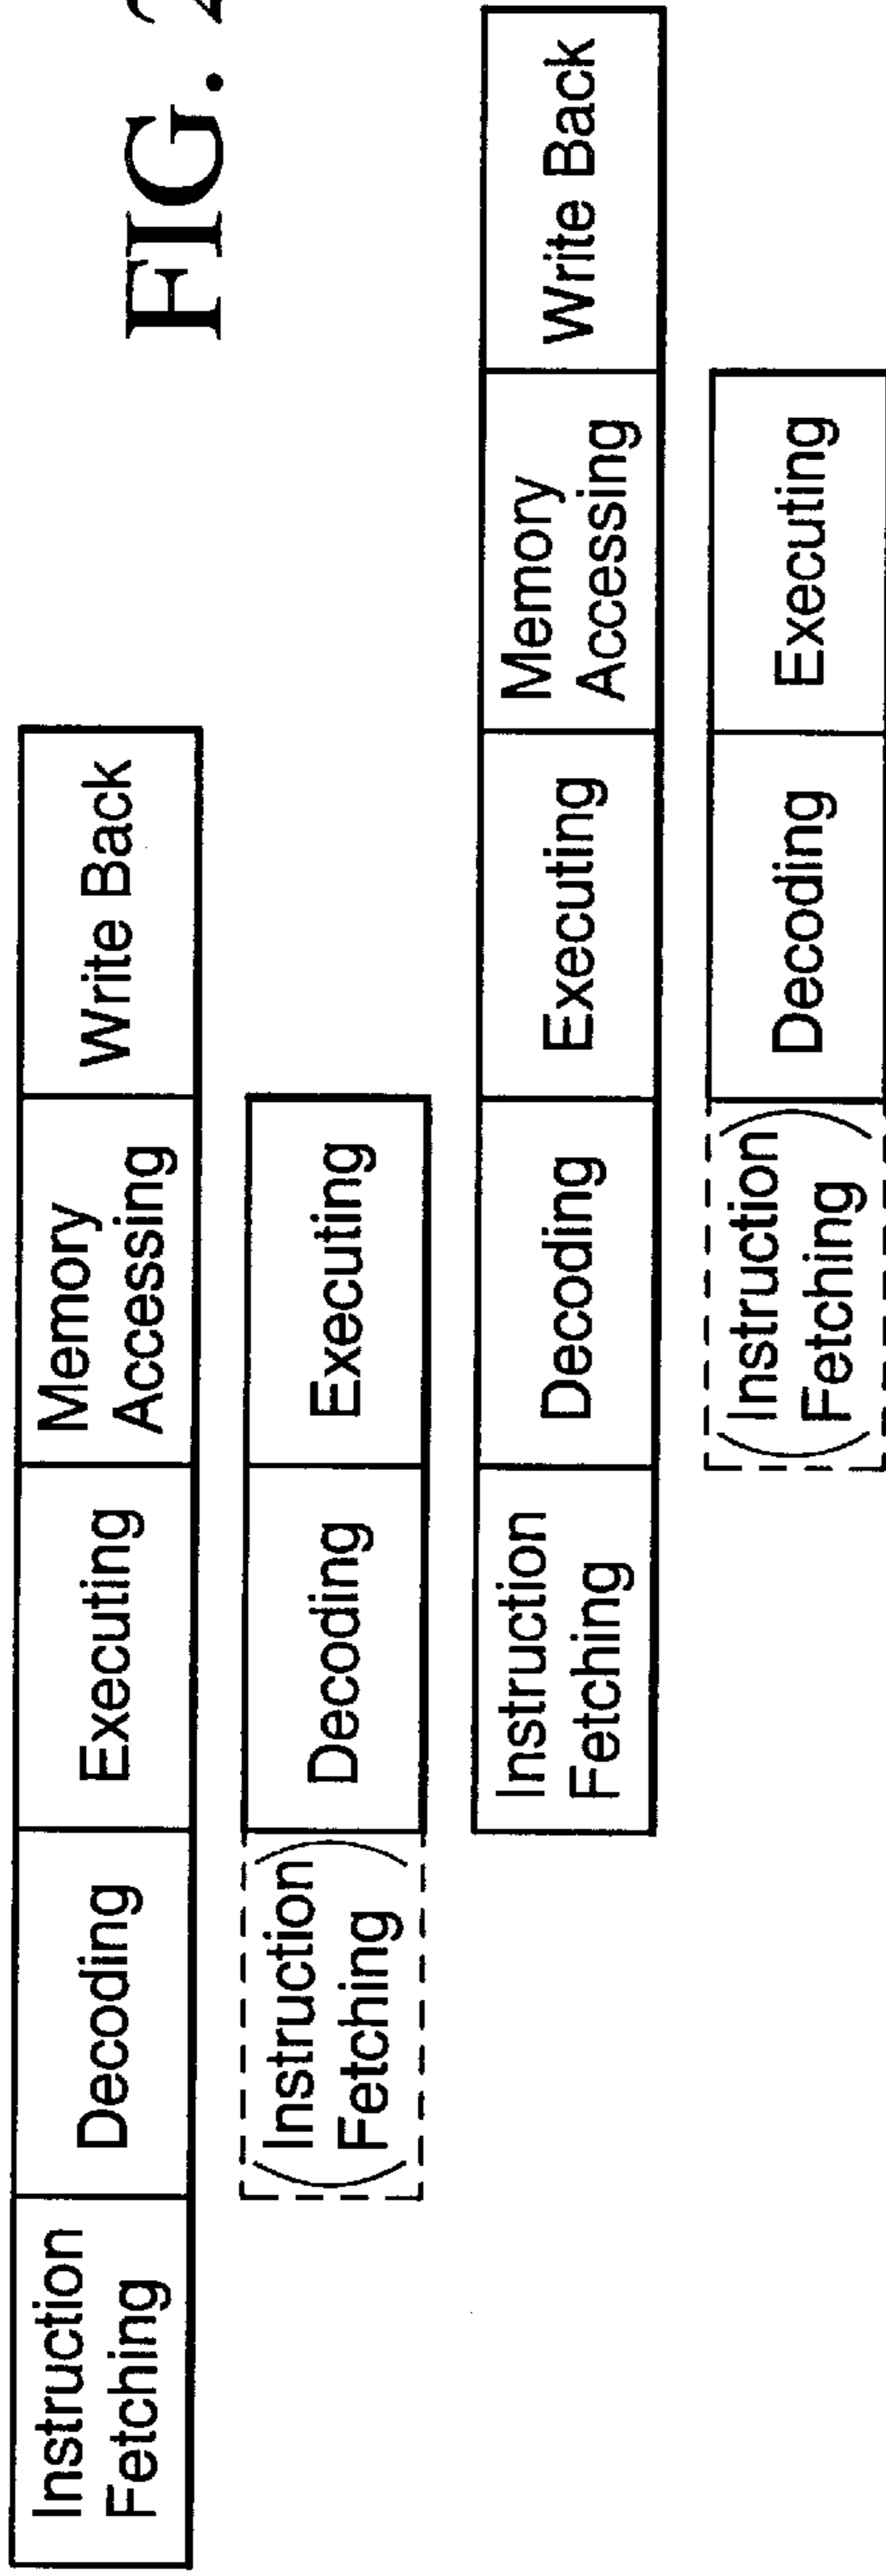 Instruction
Fetching
Decoding
Executing
Memory
Accessing
Write Back
FIG.
(Instruction
Fetching)
Decoding
Executing
Instruction
Fetching
Decoding
Executing
Memory
Accessing
Write Back
(Instruction
Fetching)
Decoding
Executing